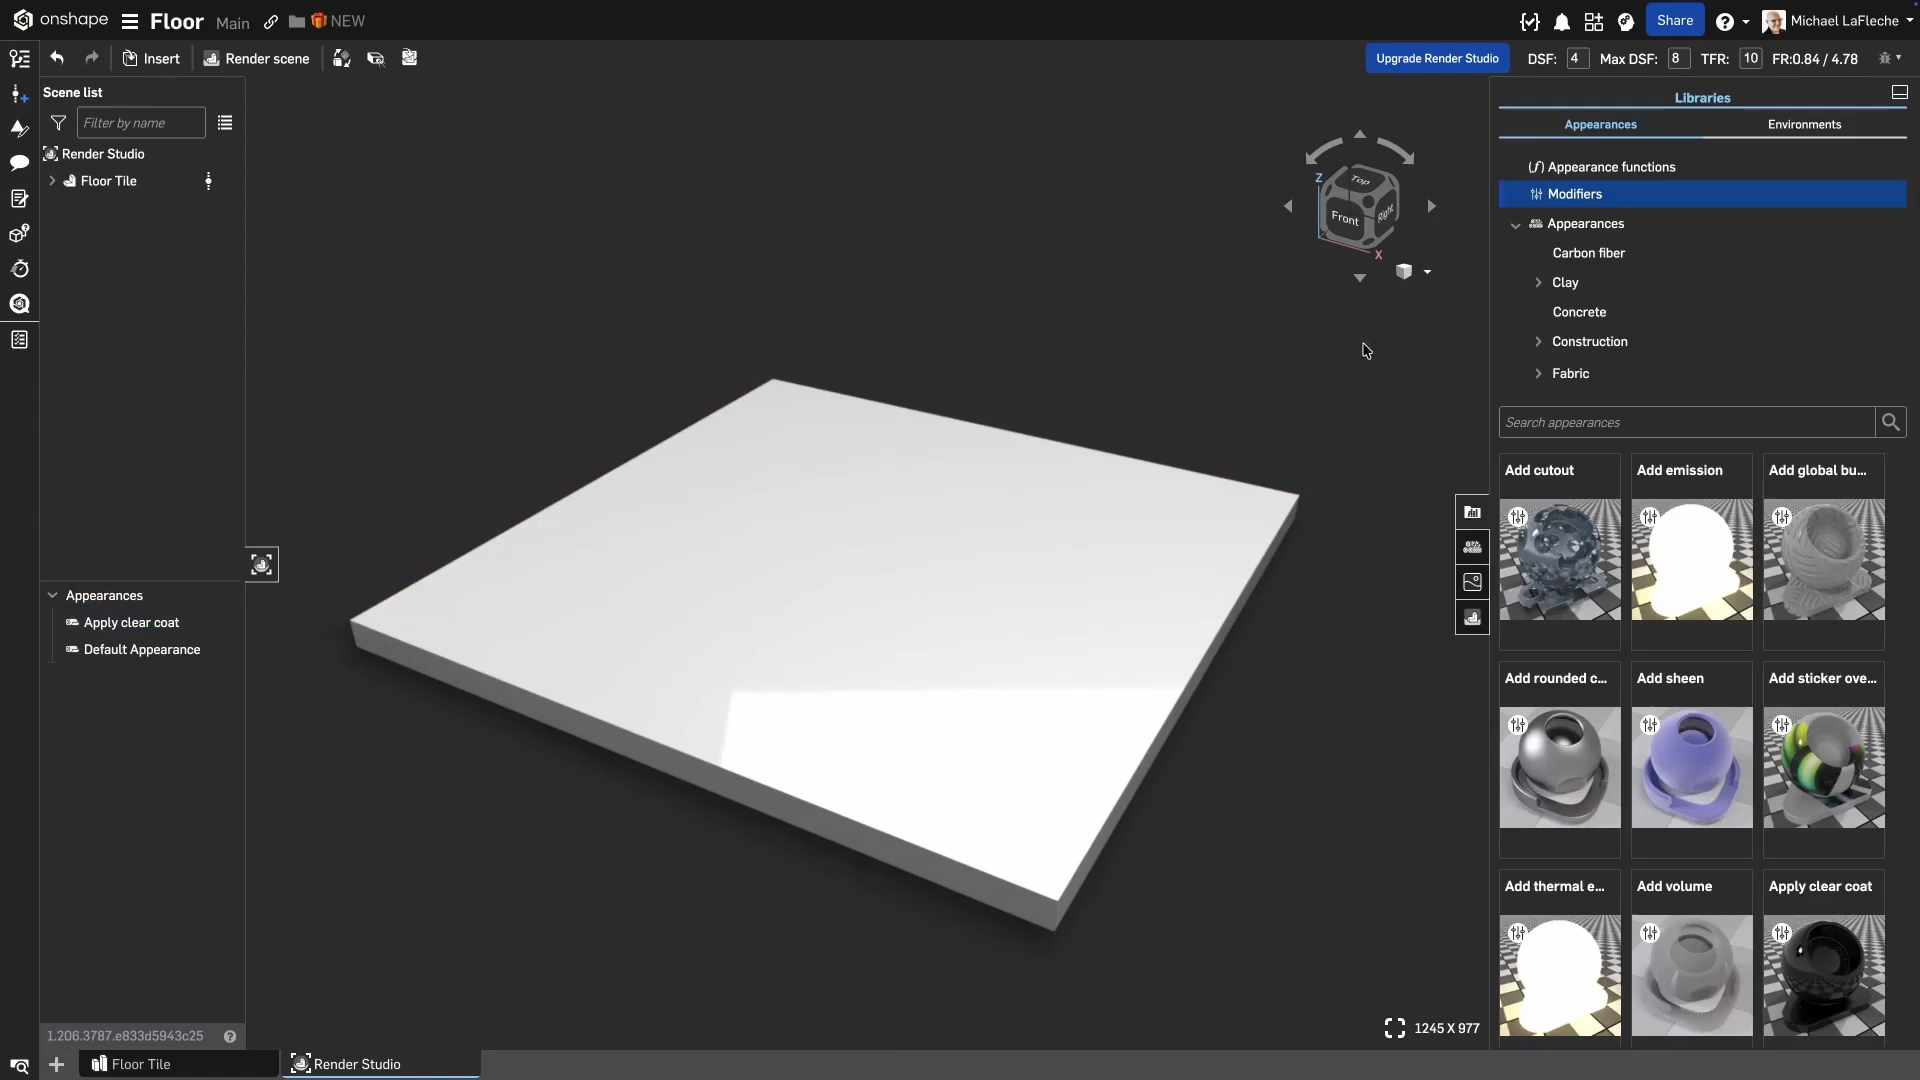 onshape Floor Main NEW Share Michael LaFleche
Insert Render scene Upgrade Render Studio DSF: 4 Max DSF: 8 TFR: 10 FR:0.84 / 4.78
Scene list
Filter by name
Render Studio
Floor Tile
Appearances
Apply clear coat
Default Appearance
1.206.3787.e833d5943c25
Z
Top
Front
Right
X
1245 X 977
Libraries
Appearances Environments
Appearance functions
Modifiers
Appearances
Carbon fiber
Clay
Concrete
Construction
Fabric
Search appearances
Add cutout Add emission Add global bu...
Add rounded c... Add sheen Add sticker ove...
Add thermal e... Add volume Apply clear coat
Floor Tile Render Studio